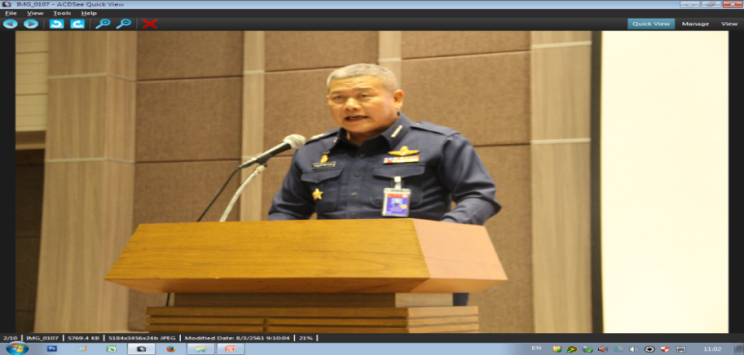 IMG_0107 - ACDSee Quick View
File View Tools Help
Quick View Manage View
2/10 IMG_0107 5769.4 KB 5184x3456x24b JPEG Modified Date: 8/3/2561 9:10:04 21%
EN 11:02